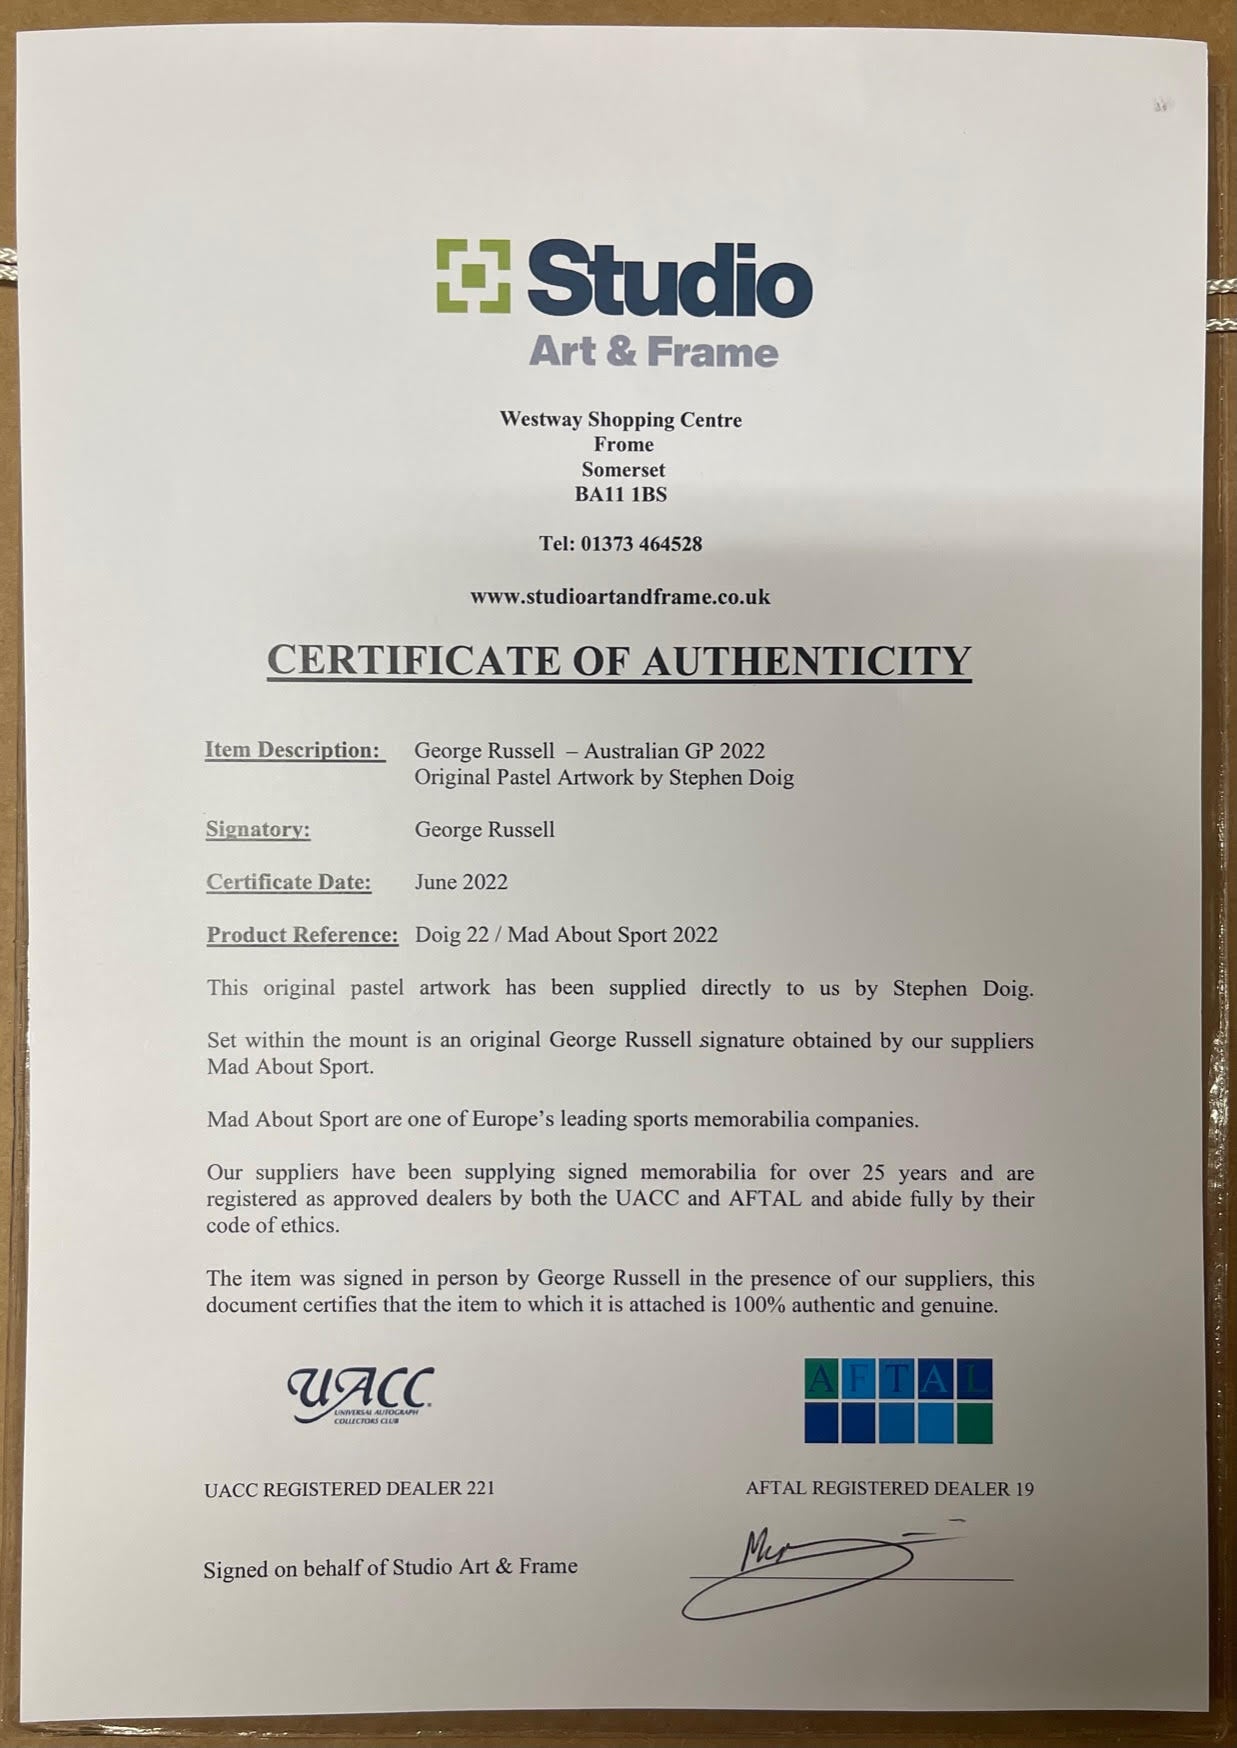 Studio
Art & Frame
Westway Shopping Centre
Frome
Somerset
BA11 1BS
Tel: 01373 464528
www.studioartandframe.co.uk
CERTIFICATE OF AUTHENTICITY
Item Description: George Russell – Australian GP 2022
Original Pastel Artwork by Stephen Doig
Signatory: George Russell
Certificate Date: June 2022
Product Reference: Doig 22 / Mad About Sport 2022
This original pastel artwork has been supplied directly to us by Stephen Doig.
Set within the mount is an original George Russell signature obtained by our suppliers
Mad About Sport.
Mad About Sport are one of Europe's leading sports memorabilia companies.
Our suppliers have been supplying signed memorabilia for over 25 years and are
registered as approved dealers by both the UACC and AFTAL and abide fully by their
code of ethics.
The item was signed in person by George Russell in the presence of our suppliers, this
document certifies that the item to which it is attached is 100% authentic and genuine.
UACC
UNIVERSAL AUTOGRAPH
COLLECTORS CLUB
AFTAL
UACC REGISTERED DEALER 221
AFTAL REGISTERED DEALER 19
Signed on behalf of Studio Art & Frame